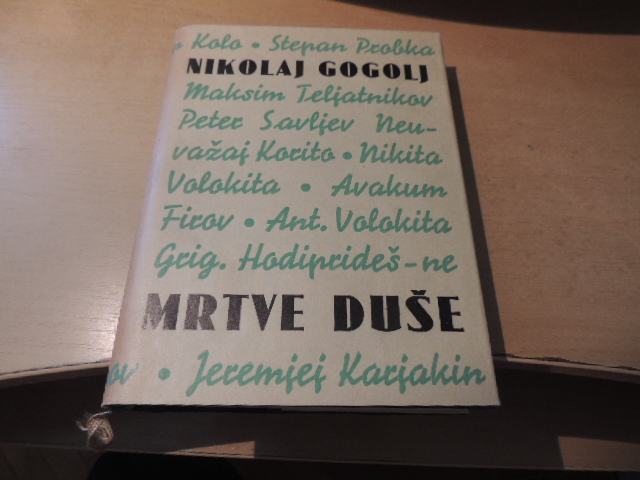 o Kolo • Stepan Probka
NIKOLAJ GOGOLJ
Maksim Teljatnikov
Peter Savljev Neu-
važaj Korito • Nikita
Volokita • Avakum
Firov • Ant. Volokita
Grig. Hodiprideš-ne
MRTVE DUŠE
ov • Jeremjej Karjakin